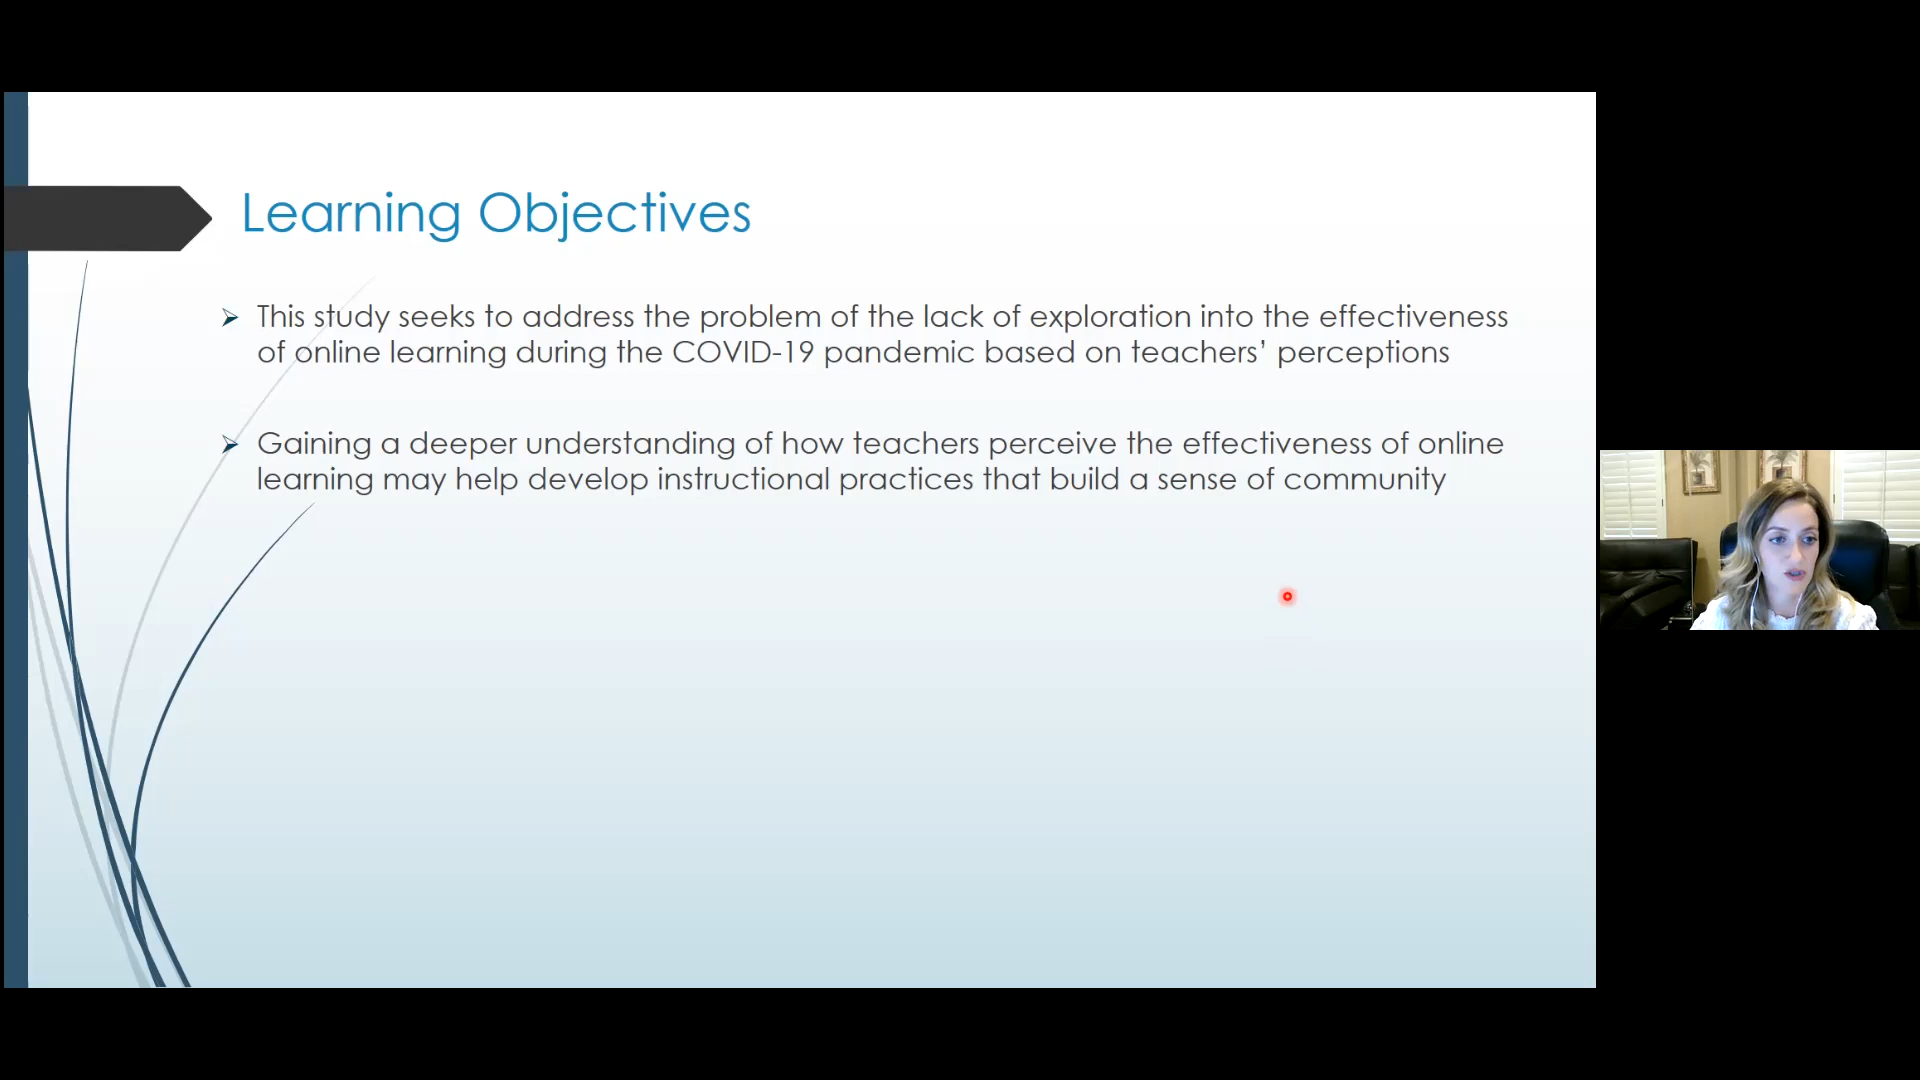 Learning Objectives
This study seeks to address the problem of the lack of exploration into the effectiveness
of online learning during the COVID-19 pandemic based on teachers’ perceptions
Gaining a deeper understanding of how teachers perceive the effectiveness of online
learning may help develop instructional practices that build a sense of community